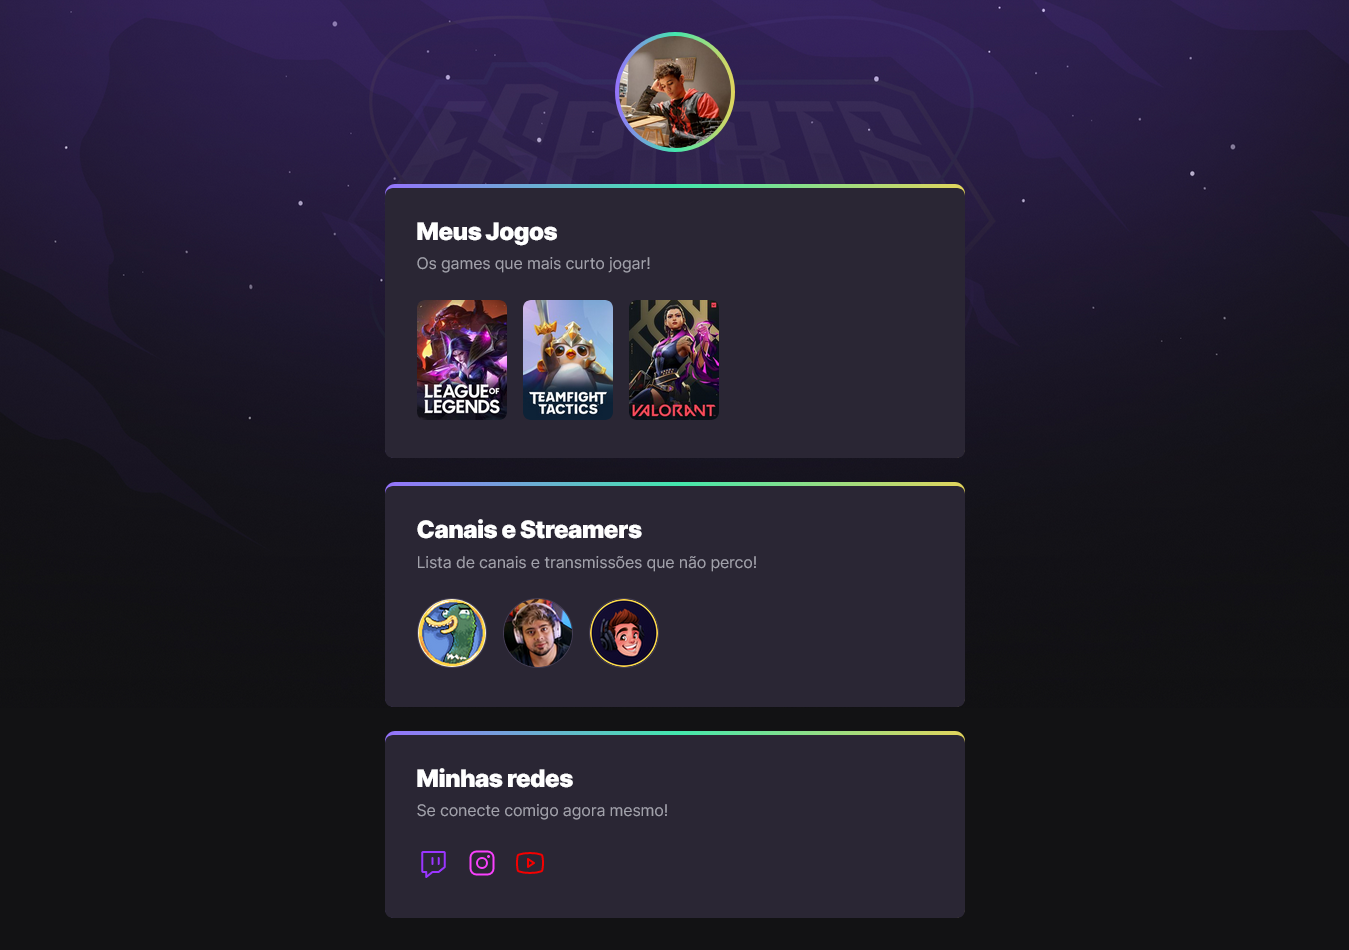 ESPORTS
Meus Jogos
Os games que mais curto jogar!
LEAGUE OF
LEGENDS
TEAMFIGHT
TACTICS
VALORANT
Canais e Streamers
Lista de canais e transmissões que não perco!
Minhas redes
Se conecte comigo agora mesmo!